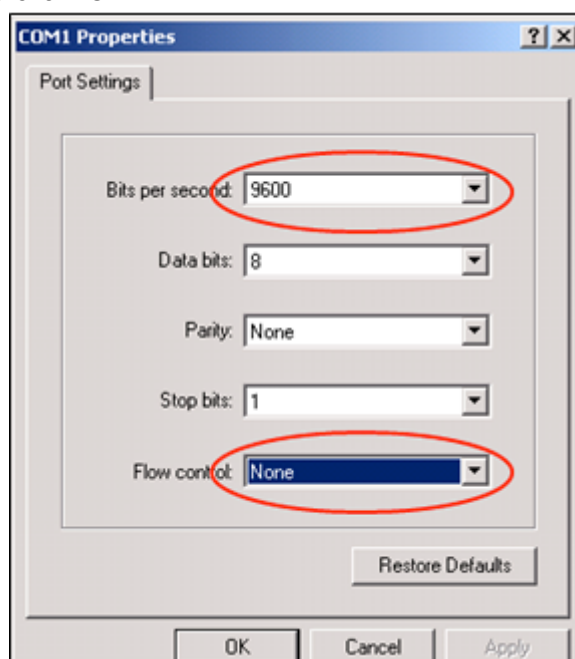 COM1 Properties
Port Settings
Bits per second: 9600
Data bits: 8
Parity: None
Stop bits: 1
Flow control: None
Restore Defaults
OK Cancel Apply